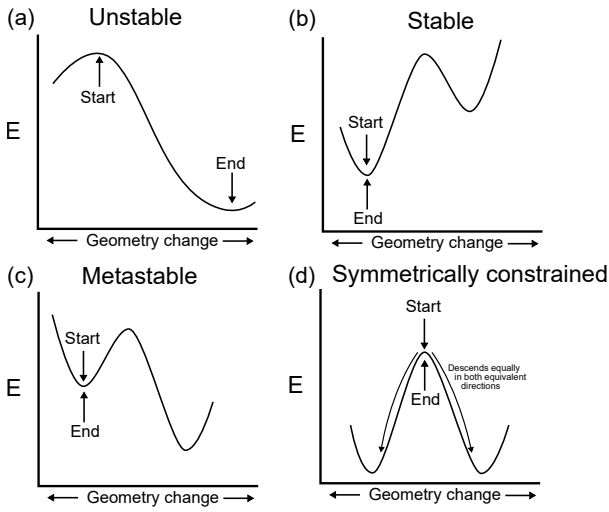 (a) Unstable
E
Start
End
Geometry change
(b) Stable
E
Start
End
Geometry change
(c) Metastable
E
Start
End
Geometry change
(d) Symmetrically constrained
E
Start
End
Descends equally
in both equivalent
directions
Geometry change